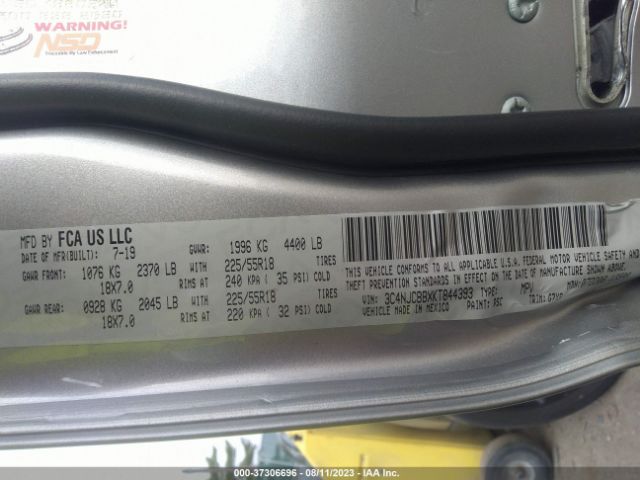 WARNING!
NSD
Traceable By Law Enforcement
MFD BY FCA US LLC
DATE OF MFR(BUILT): 7-19
GVWR: 1996 KG 4400 LB
GAWR FRONT: 1076 KG 2370 LB WITH 225/55R18 TIRES
18X7.0 RIMS AT 240 KPA ( 35 PSI) COLD
GAWR REAR: 0928 KG 2045 LB WITH 225/55R18 TIRES
18X7.0 RIMS AT 220 KPA ( 32 PSI) COLD
THIS VEHICLE CONFORMS TO ALL APPLICABLE U.S.A. FEDERAL MOTOR VEHICLE SAFETY AND
THEFT PREVENTION STANDARDS IN EFFECT ON THE DATE OF MANUFACTURE SHOWN ABOVE.
VIN: 3C4NJCBBXKT844393 TYPE: MPV
VEHICLE MADE IN MEXICO PAINT: PSC TRIM:
000-37306696 - 08/11/2023 - IAA Inc.